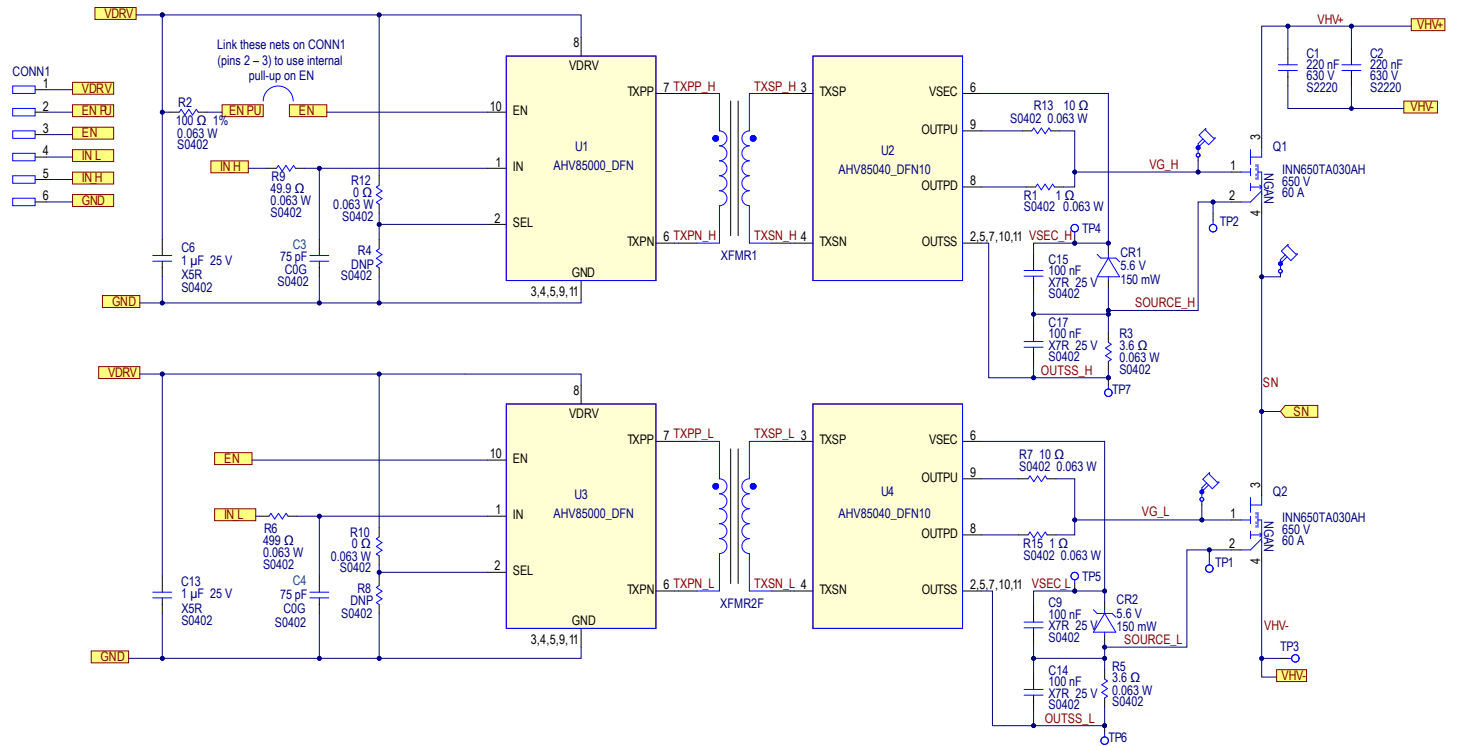 VDRV
Link these nets on CONN1
(pins 2 – 3) to use internal
pull-up on EN
CONN1
1 VDRV
2 EN PU
3 EN
4 IN L
5 IN_H
6 GND
R2
100 Ω 1%
0.063 W
S0402
EN PU
EN
IN H
R9
49.9 Ω
0.063 W
S0402
R12
0 Ω
0.063 W
S0402
C6
1 µF 25 V
X5R
S0402
C3
75 pF
C0G
S0402
R4
DNP
S0402
GND
8
VDRV
10 EN
1 IN
2 SEL
U1
AHV85000_DFN
TXPP 7 TXPP_H
TXPN 6 TXPN_H
GND
3,4,5,9,11
XFMR1
TXSP_H 3 TXSP
TXSN_H 4 TXSN
U2
AHV85040_DFN10
VSEC 6
OUTPU 9
OUTPD 8
OUTSS 2,5,7,10,11
R13 10 Ω
S0402 0.063 W
R1 1 Ω
S0402 0.063 W
VSEC_H
TP4
C15
100 nF
X7R 25 V
S0402
CR1
5.6 V
150 mW
SOURCE_H
C17
100 nF
X7R 25 V
S0402
R3
3.6 Ω
0.063 W
S0402
OUTSS_H
TP7
VG_H
TP2
1
2
3
4
Q1
INN650TA030AH
650 V
60 A
NGAN
VHV+
VHV+
C1
220 nF
630 V
S2220
C2
220 nF
630 V
S2220
VHV-
SN
SN
VDRV
EN
IN L
R6
499 Ω
0.063 W
S0402
R10
0 Ω
0.063 W
S0402
C13
1 µF 25 V
X5R
S0402
C4
75 pF
C0G
S0402
R8
DNP
S0402
GND
8
VDRV
10 EN
1 IN
2 SEL
U3
AHV85000_DFN
TXPP 7 TXPP_L
TXPN 6 TXPN_L
GND
3,4,5,9,11
XFMR2F
TXSP_L 3 TXSP
TXSN_L 4 TXSN
U4
AHV85040_DFN10
VSEC 6
OUTPU 9
OUTPD 8
OUTSS 2,5,7,10,11
R7 10 Ω
S0402 0.063 W
R15 1 Ω
S0402 0.063 W
VSEC_L
TP5
C9
100 nF
X7R 25 V
S0402
CR2
5.6 V
150 mW
SOURCE_L
C14
100 nF
X7R 25 V
S0402
R5
3.6 Ω
0.063 W
S0402
OUTSS_L
TP6
VG_L
TP1
1
2
3
4
Q2
INN650TA030AH
650 V
60 A
NGAN
VHV-
TP3
VHV-